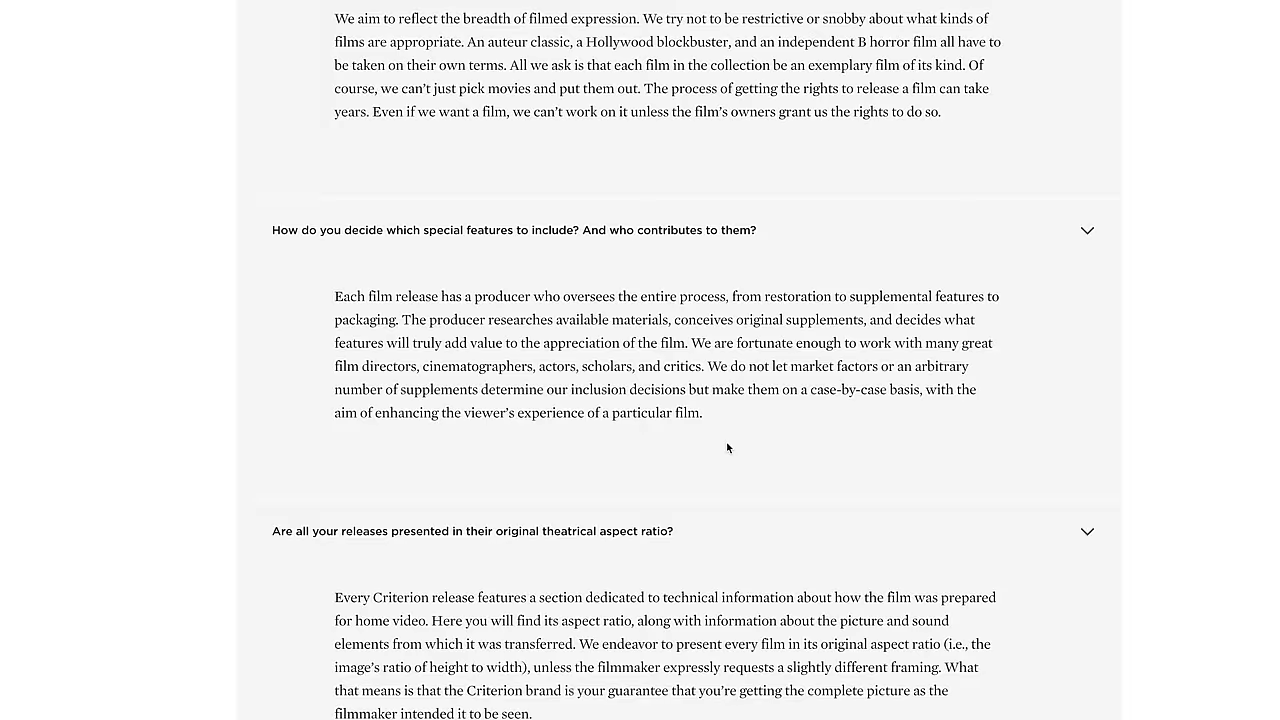 We aim to reflect the breadth of filmed expression. We try not to be restrictive or snobby about what kinds of
films are appropriate. An auteur classic, a Hollywood blockbuster, and an independent B horror film all have to
be taken on their own terms. All we ask is that each film in the collection be an exemplary film of its kind. Of
course, we can’t just pick movies and put them out. The process of getting the rights to release a film can take
years. Even if we want a film, we can’t work on it unless the film’s owners grant us the rights to do so.
How do you decide which special features to include? And who contributes to them?
Each film release has a producer who oversees the entire process, from restoration to supplemental features to
packaging. The producer researches available materials, conceives original supplements, and decides what
features will truly add value to the appreciation of the film. We are fortunate enough to work with many great
film directors, cinematographers, actors, scholars, and critics. We do not let market factors or an arbitrary
number of supplements determine our inclusion decisions but make them on a case-by-case basis, with the
aim of enhancing the viewer’s experience of a particular film.
Are all your releases presented in their original theatrical aspect ratio?
Every Criterion release features a section dedicated to technical information about how the film was prepared
for home video. Here you will find its aspect ratio, along with information about the picture and sound
elements from which it was transferred. We endeavor to present every film in its original aspect ratio (i.e., the
image’s ratio of height to width), unless the filmmaker expressly requests a slightly different framing. What
that means is that the Criterion brand is your guarantee that you’re getting the complete picture as the
filmmaker intended it to be seen.